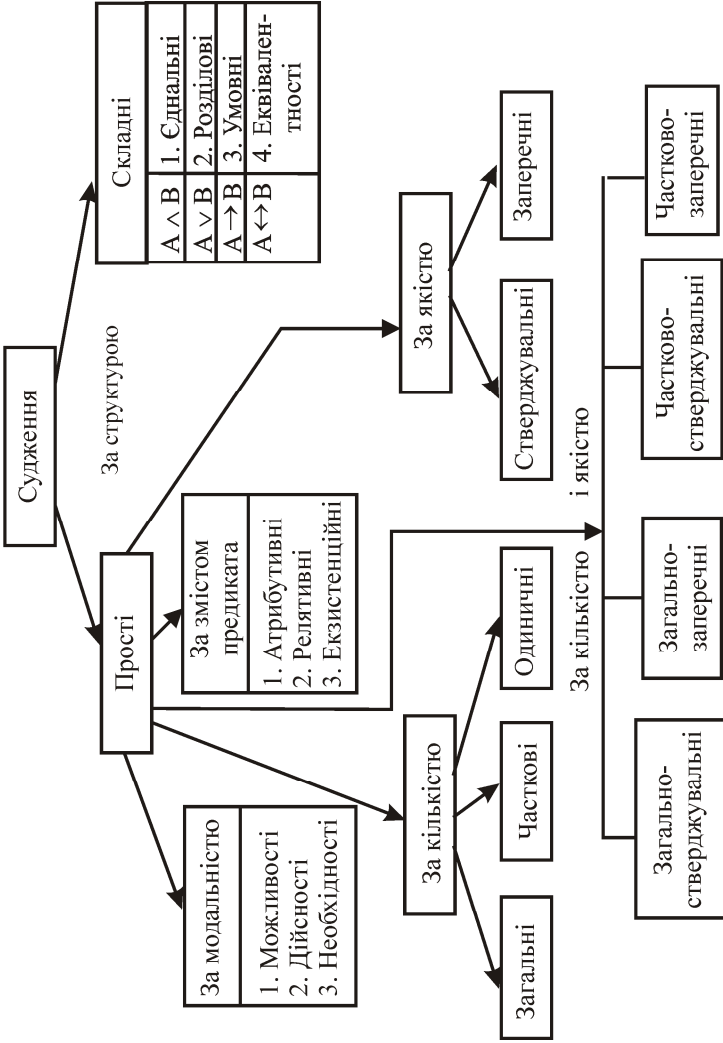 Судження
За структурою
Прості
Складні
A ∧ B 1. Єднальні
A ∨ B 2. Розділові
A → B 3. Умовні
A ↔ B 4. Еквівален-
тності
За модальністю
1. Можливості
2. Дійсності
3. Необхідності
За змістом
предиката
1. Атрибутивні
2. Релятивні
3. Екзистенційні
За кількістю
За якістю
Загальні
Часткові
Одиничні
Стверджувальні
Заперечні
За кількістю і якістю
Загально-
стверджувальні
Загально-
заперечні
Частково-
стверджувальні
Частково-
заперечні